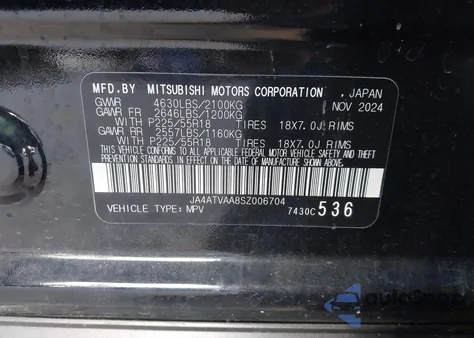 MFD.BY MITSUBISHI MOTORS CORPORATION , JAPAN
GVWR 4630LBS/2100KG NOV 2024
GAWR FR 2646LBS/1200KG
WITH P225/55R18 TIRES 18X7.0J RIMS
GAWR RR 2557LBS/1160KG
WITH P225/55R18 TIRES 18X7.0J RIMS
THIS VEHICLE CONFORMS TO ALL APPLICABLE U.S. FEDERAL MOTOR VEHICLE SAFETY AND THEFT
PREVENTION STANDARDS IN EFFECT ON THE DATE OF MANUFACTURE SHOWN ABOVE.
JA4ATVAA8SZ006704
VEHICLE TYPE: MPV 7430C 536
AutoSnap